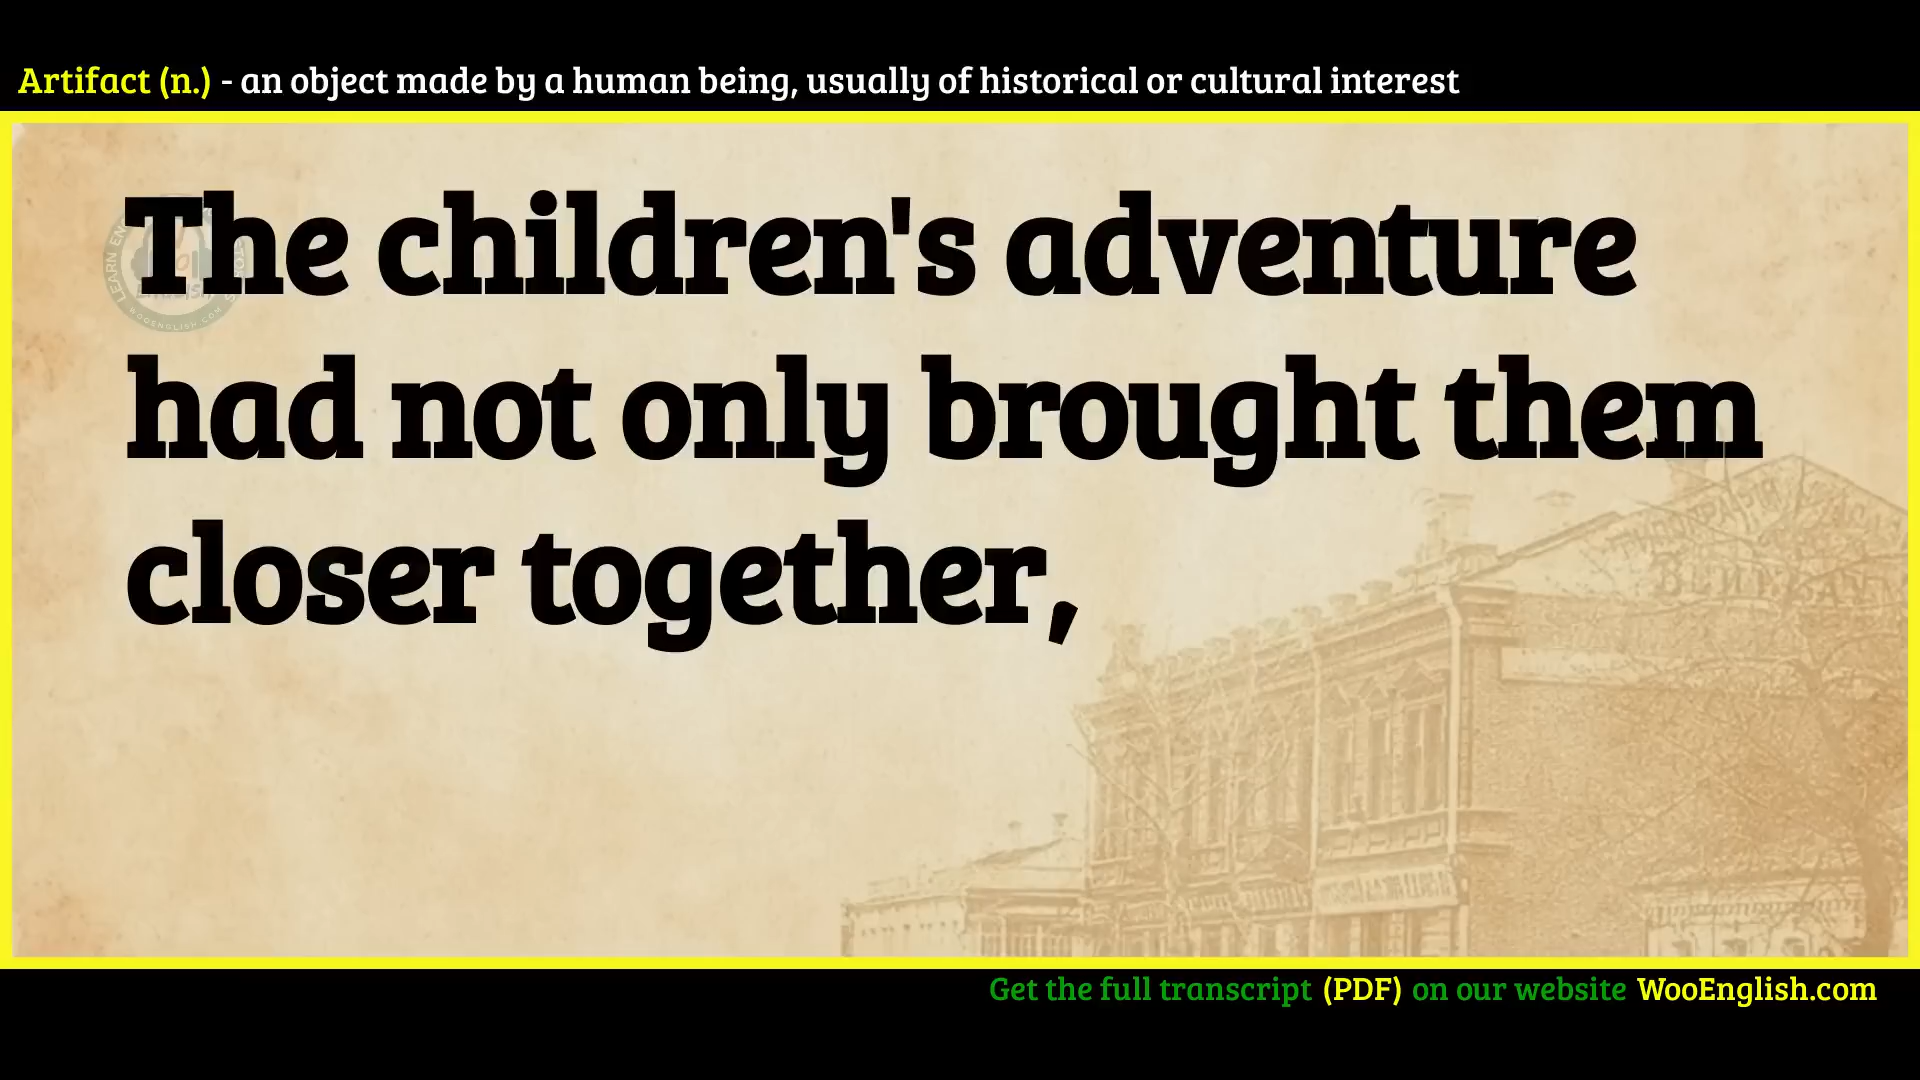 Artifact (n.) - an object made by a human being, usually of historical or cultural interest
The children's adventure
had not only brought them
closer together,
Get the full transcript (PDF) on our website WooEnglish.com